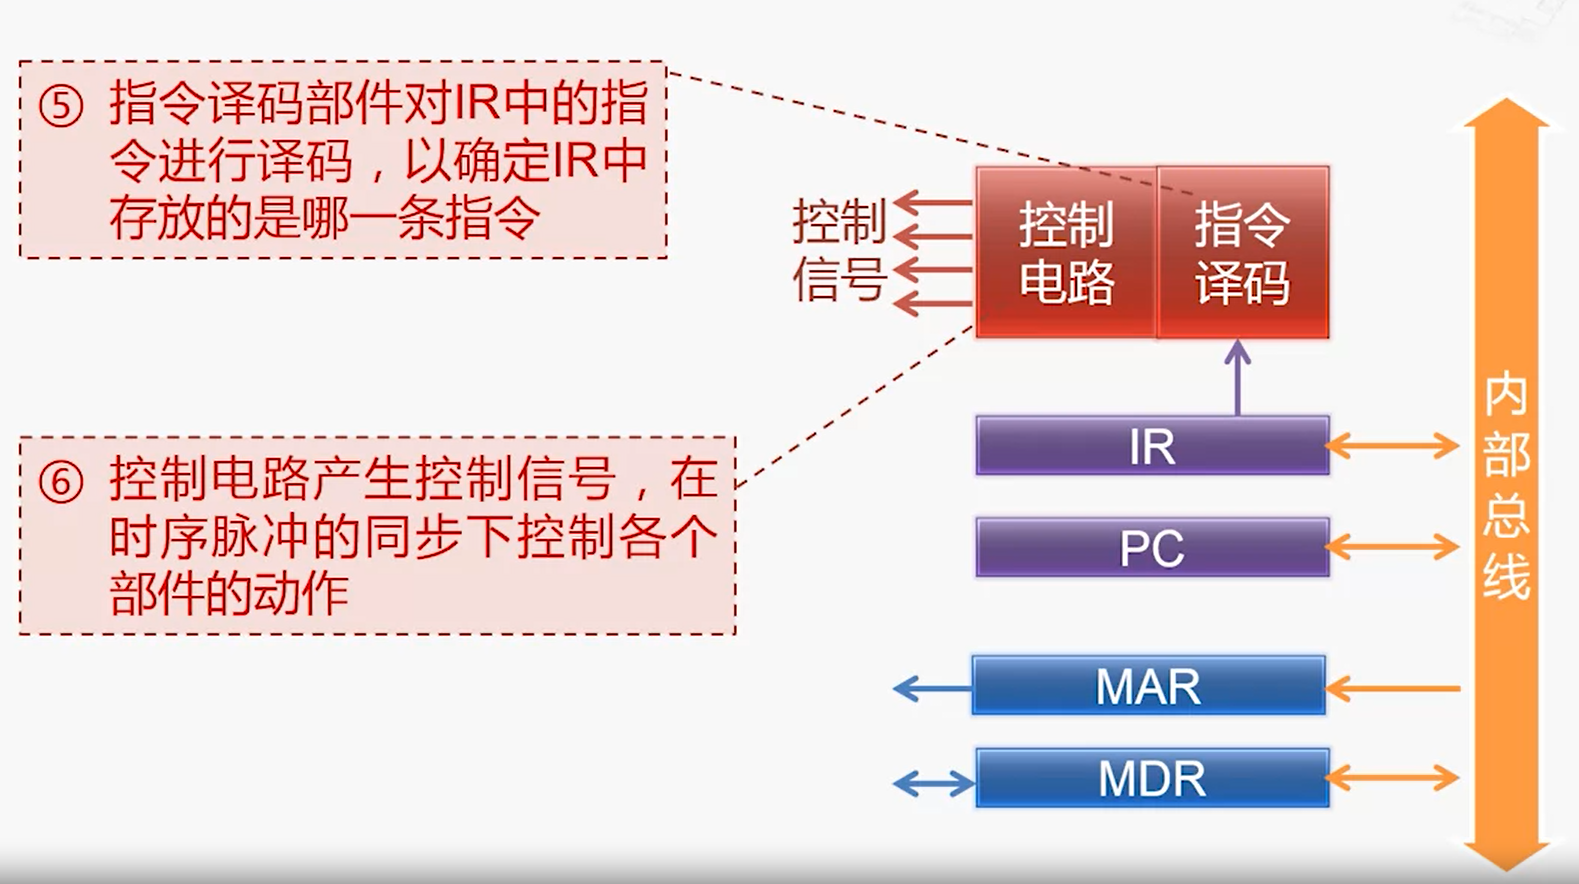 ⑤ 指令译码部件对IR中的指
令进行译码，以确定IR中
存放的是哪一条指令
控制
信号
控制
电路
指令
译码
⑥ 控制电路产生控制信号，在
时序脉冲的同步下控制各个
部件的动作
IR
PC
MAR
MDR
内
部
总
线